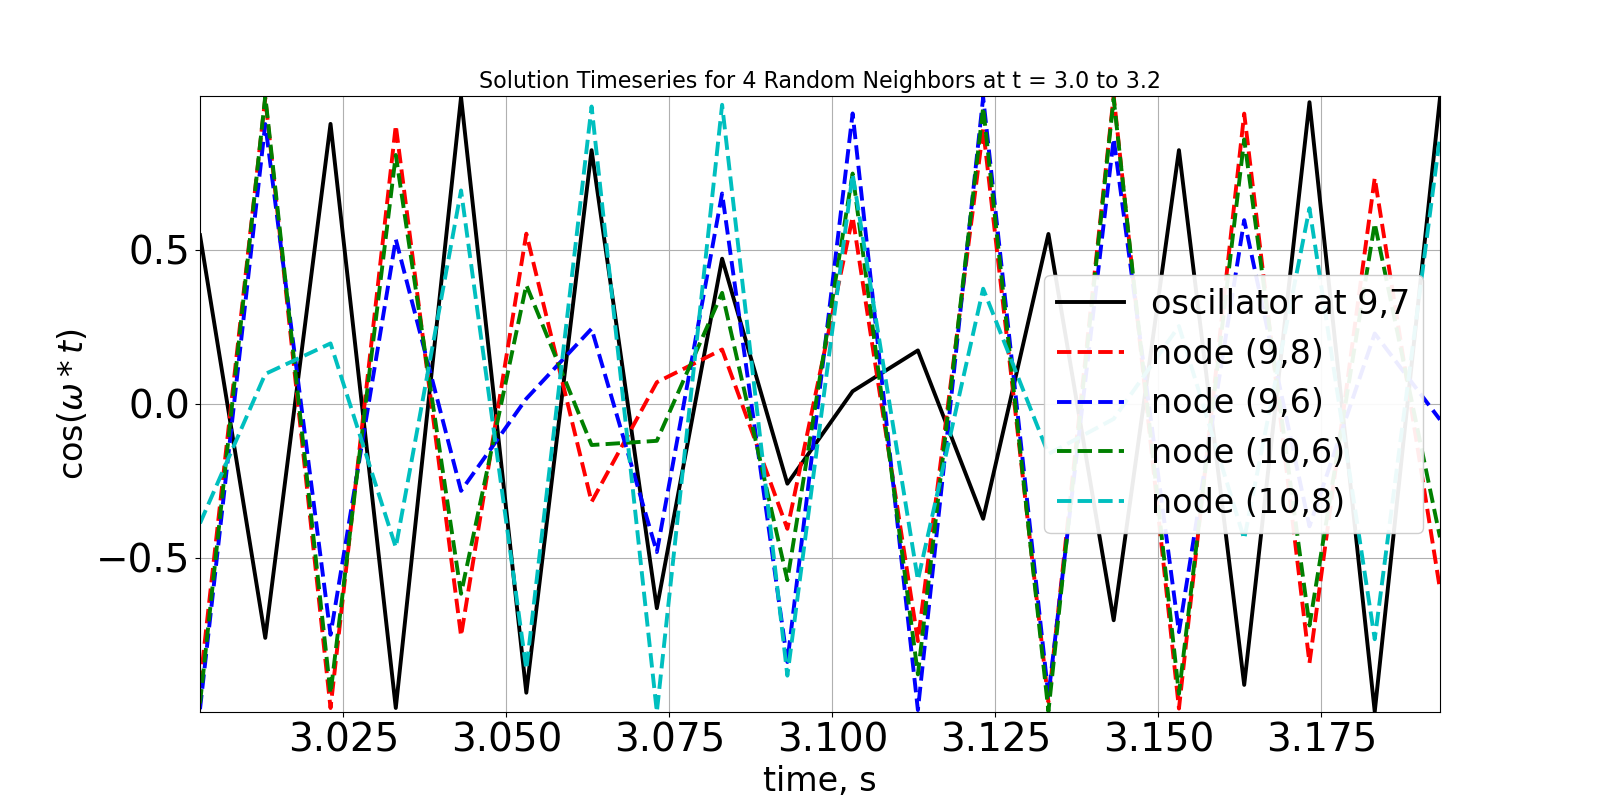 Solution Timeseries for 4 Random Neighbors at t = 3.0 to 3.2
cos(ω * t)
0.5
0.0
−0.5
oscillator at 9,7
node (9,8)
node (9,6)
node (10,6)
node (10,8)
3.025 3.050 3.075 3.100 3.125 3.150 3.175
time, s